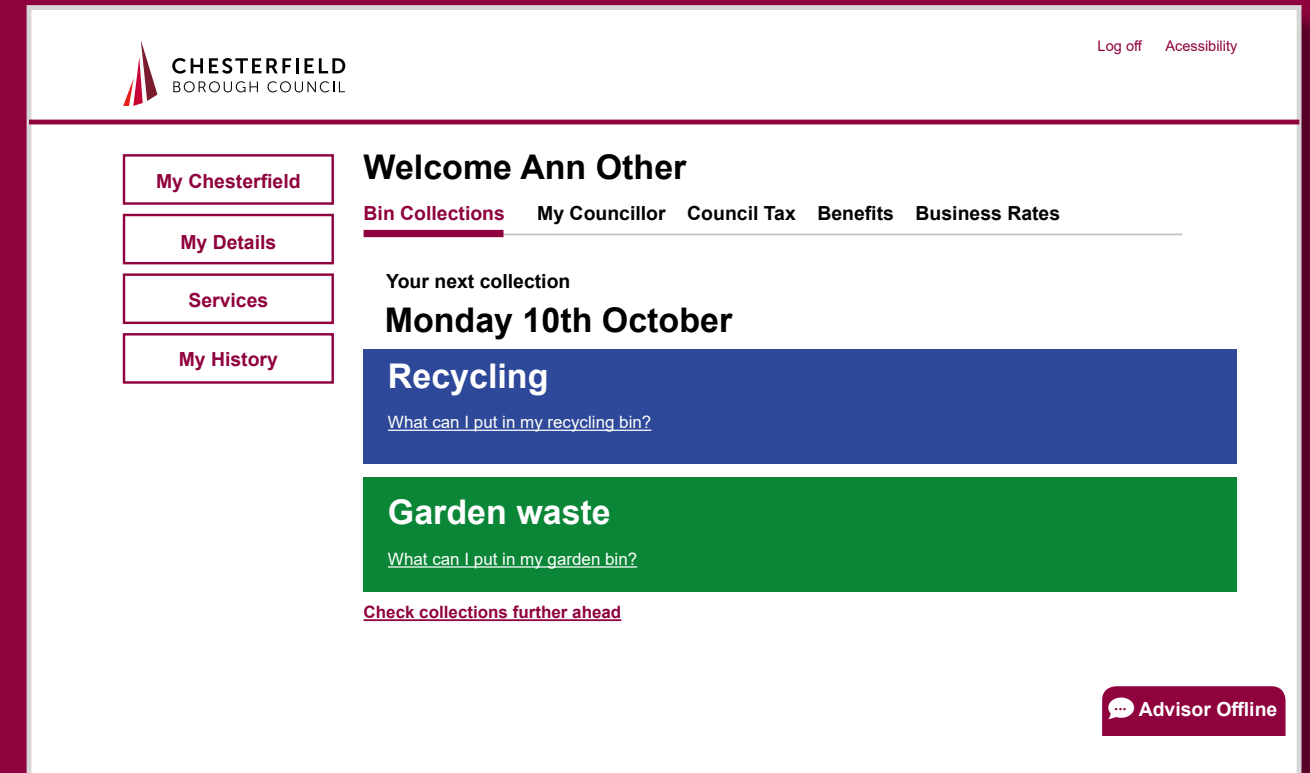 CHESTERFIELD
BOROUGH COUNCIL
Log off Acessibility
My Chesterfield
My Details
Services
My History
Welcome Ann Other
Bin Collections My Councillor Council Tax Benefits Business Rates
Your next collection
Monday 10th October
Recycling
What can I put in my recycling bin?
Garden waste
What can I put in my garden bin?
Check collections further ahead
Advisor Offline